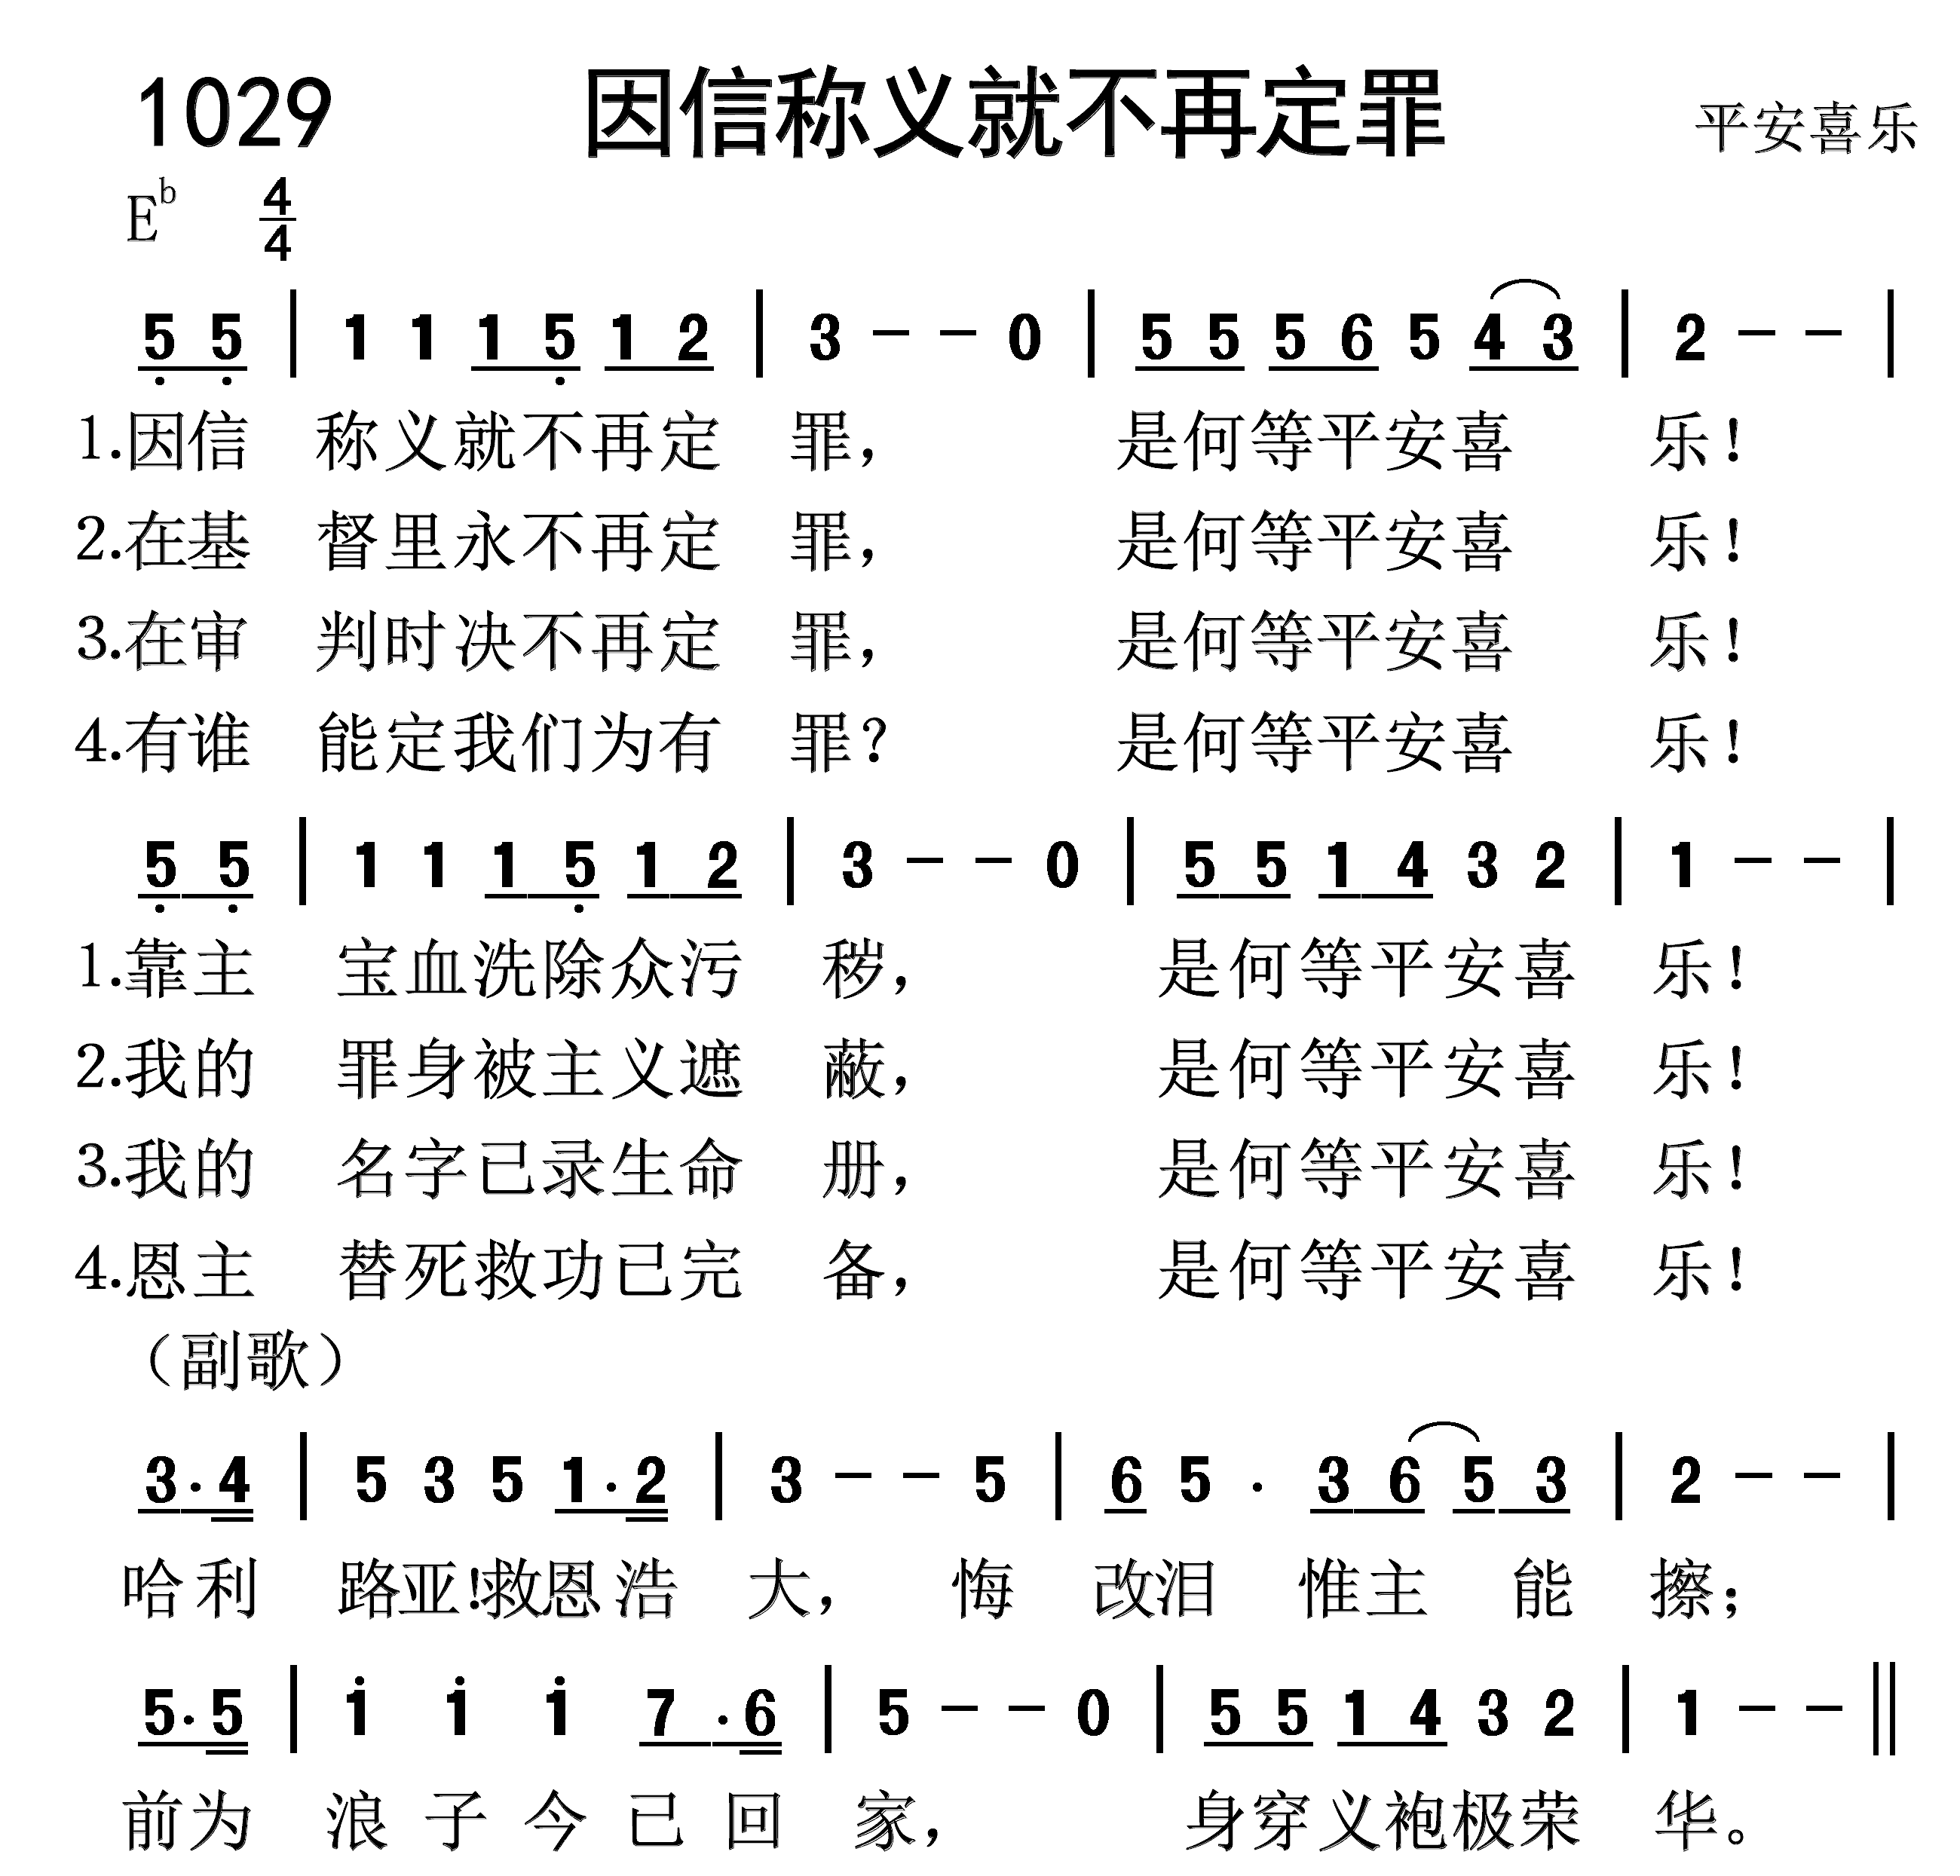 1029 因信称义就不再定罪 平安喜乐
E♭ 4/4
5̣ 5̣ | 1 1 1 5̣ 1 2 | 3 - - 0 | 5 5 5 6 5 4 3 | 2 - - |
1.因信 称义就不再定 罪， 是何等平安喜 乐！
2.在基 督里永不再定 罪， 是何等平安喜 乐！
3.在审 判时决不再定 罪， 是何等平安喜 乐！
4.有谁 能定我们为有 罪？ 是何等平安喜 乐！
5̣ 5̣ | 1 1 1 5̣ 1 2 | 3 - - 0 | 5 5 1 4 3 2 | 1 - - |
1.靠主 宝血洗除众污 秽， 是何等平安喜 乐！
2.我的 罪身被主义遮 蔽， 是何等平安喜 乐！
3.我的 名字已录生命 册， 是何等平安喜 乐！
4.恩主 替死救功已完 备， 是何等平安喜 乐！
（副歌）
3·4 | 5 3 5 1·2 | 3 - - 5 | 6 5 · 3 6 5 3 | 2 - - |
哈利 路亚！救恩浩 大， 悔 改泪 惟主 能 擦；
5·5 | 1̇ 1̇ 1̇ 7·6 | 5 - - 0 | 5 5 1 4 3 2 | 1 - - ‖
前为 浪子今已回 家， 身穿义袍极荣 华。